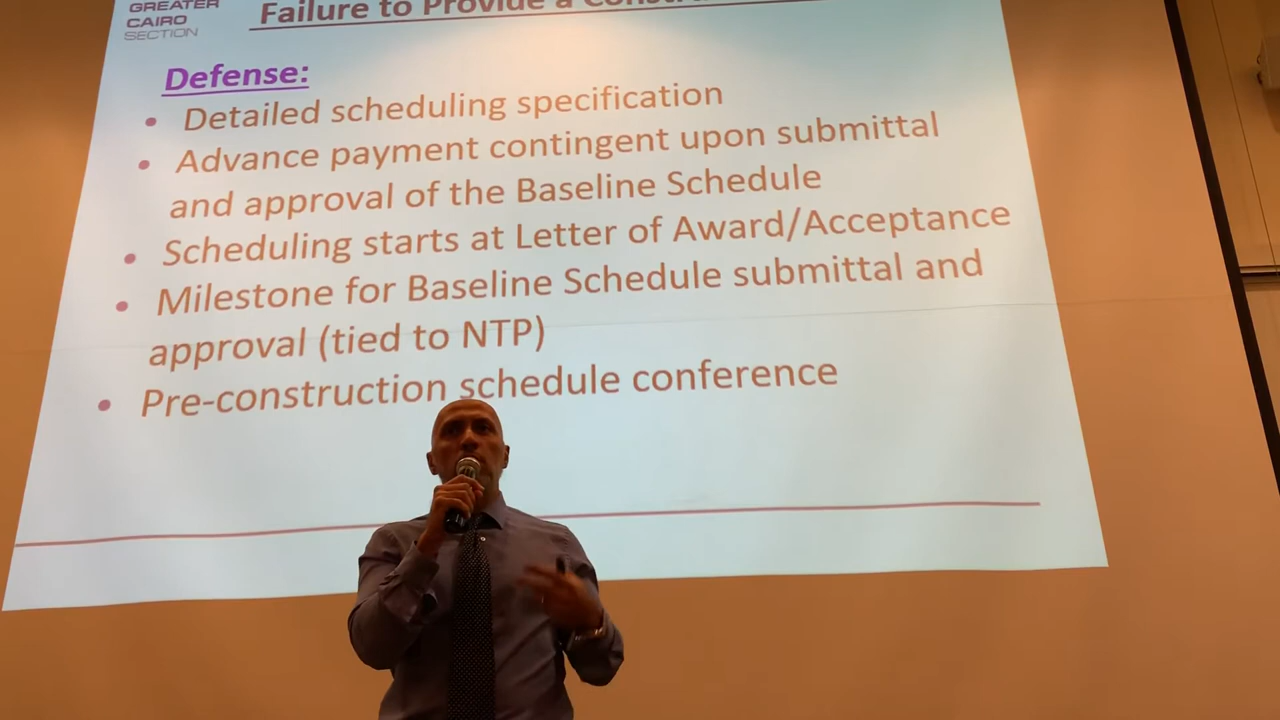 GREATER
CAIRO
SECTION
Failure to Provide a
Defense:
• Detailed scheduling specification
• Advance payment contingent upon submittal
and approval of the Baseline Schedule
• Scheduling starts at Letter of Award/Acceptance
• Milestone for Baseline Schedule submittal and
approval (tied to NTP)
• Pre-construction schedule conference